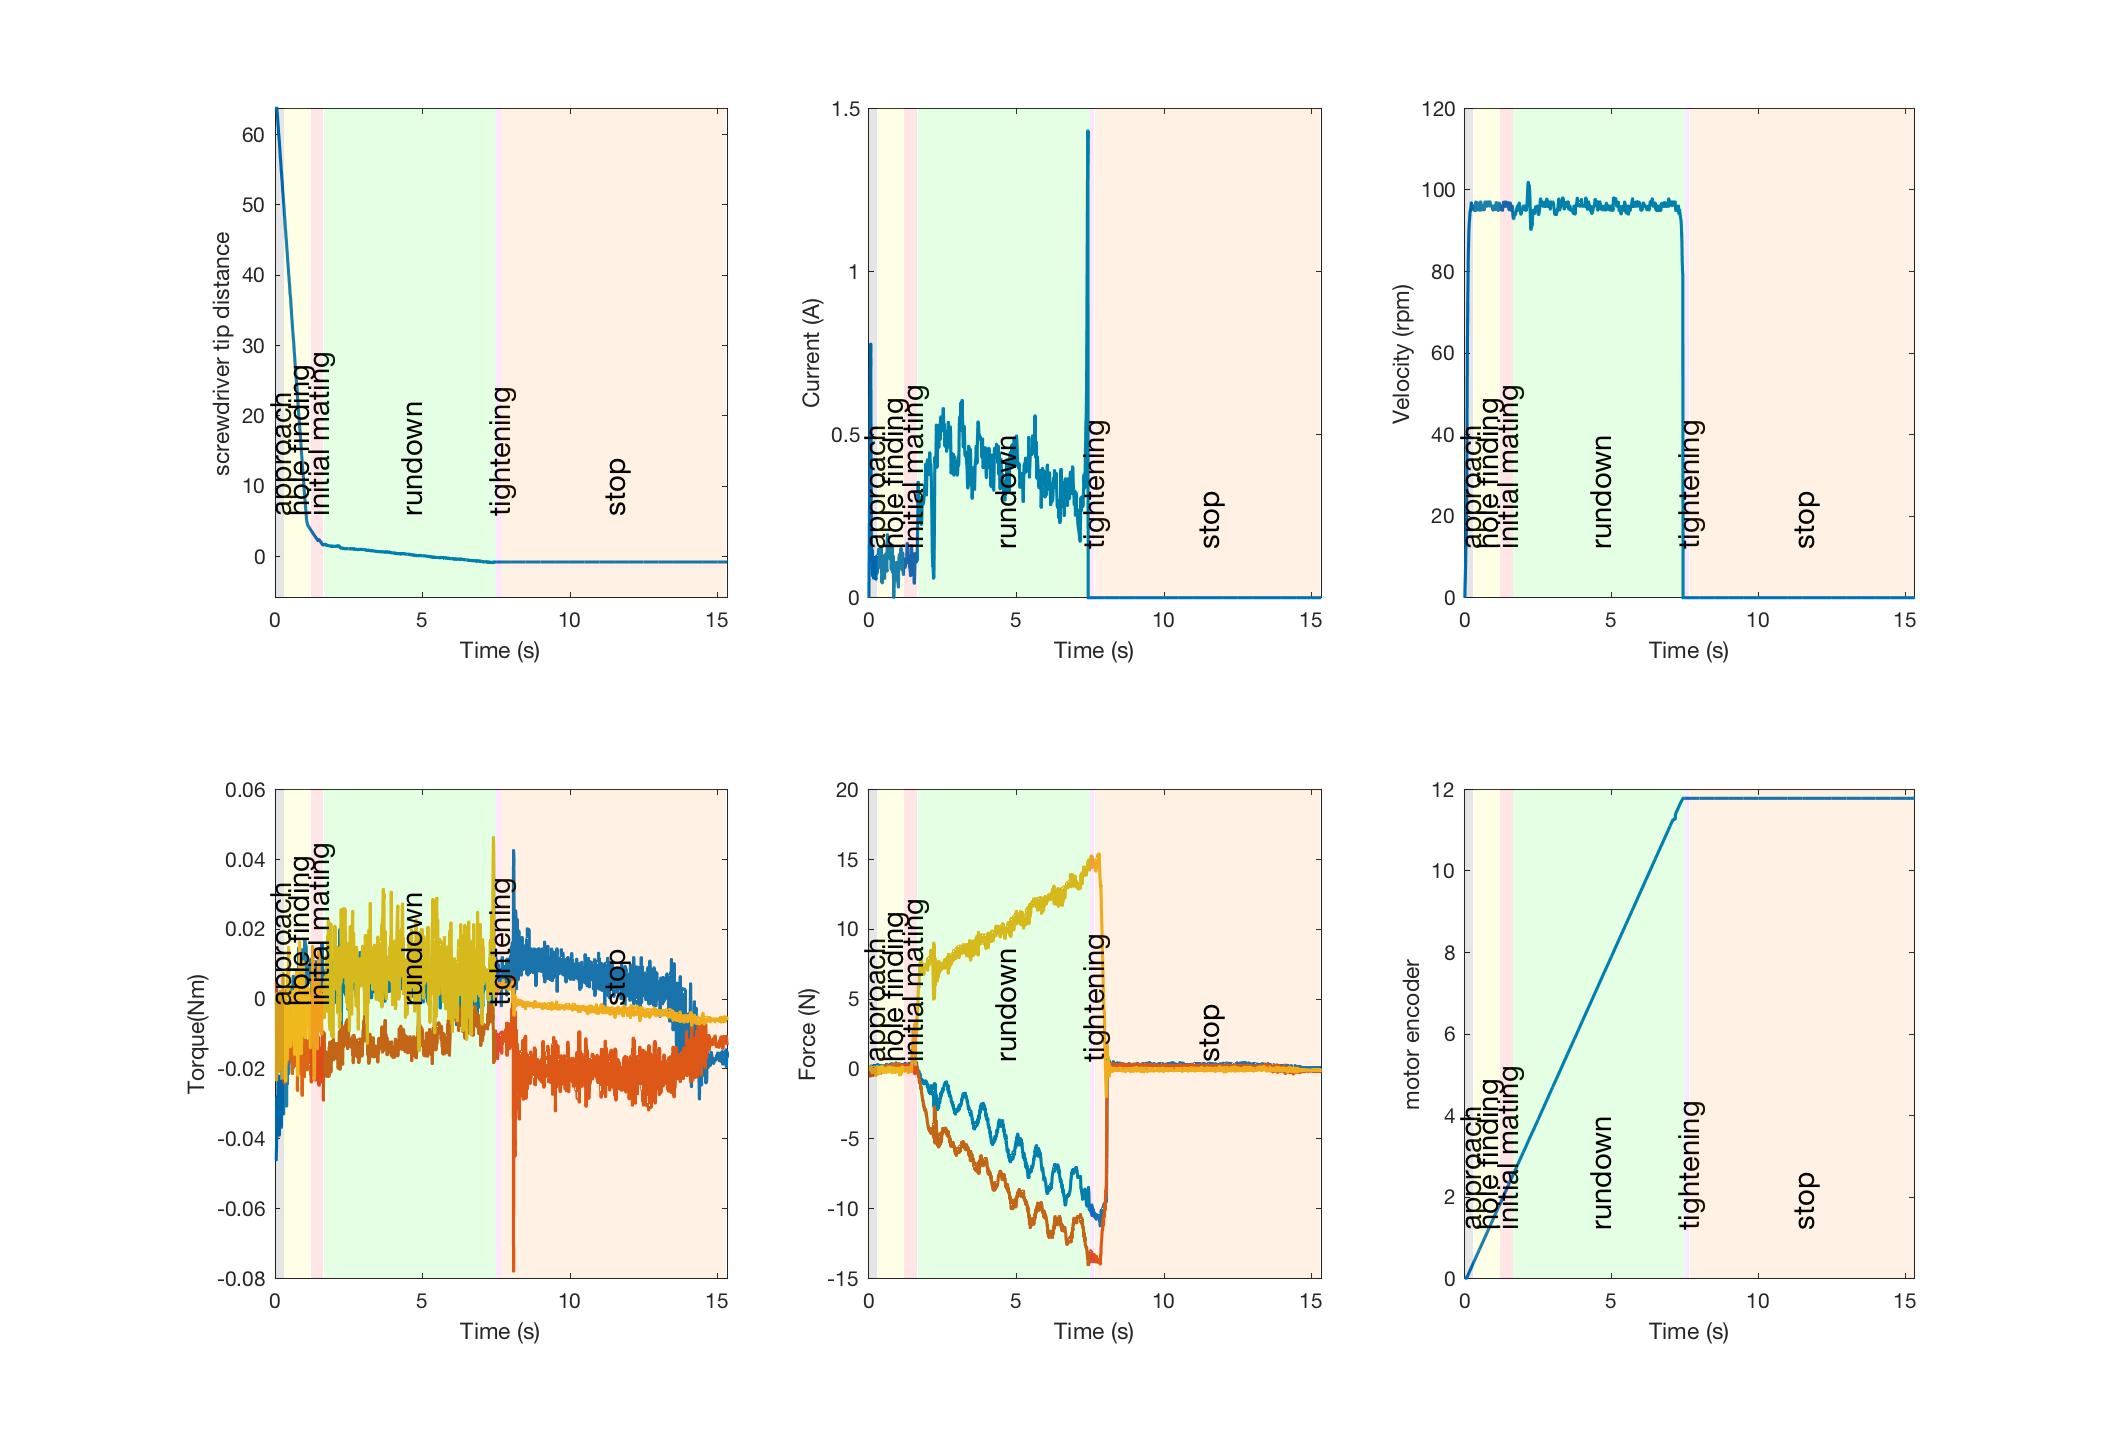 screwdriver tip distance
60
50
40
30
20
10
0
approach
hole finding
initial mating
rundown
tightening
stop
0 5 10 15
Time (s)
Current (A)
1.5
1
0.5
0
approach
hole finding
initial mating
rundown
tightening
stop
0 5 10 15
Time (s)
Velocity (rpm)
120
100
80
60
40
20
0
approach
hole finding
initial mating
rundown
tightening
stop
0 5 10 15
Time (s)
Torque(Nm)
0.06
0.04
0.02
0
-0.02
-0.04
-0.06
-0.08
approach
hole finding
initial mating
rundown
tightening
stop
0 5 10 15
Time (s)
Force (N)
20
15
10
5
0
-5
-10
-15
approach
hole finding
initial mating
rundown
tightening
stop
0 5 10 15
Time (s)
motor encoder
12
10
8
6
4
2
0
approach
hole finding
initial mating
rundown
tightening
stop
0 5 10 15
Time (s)